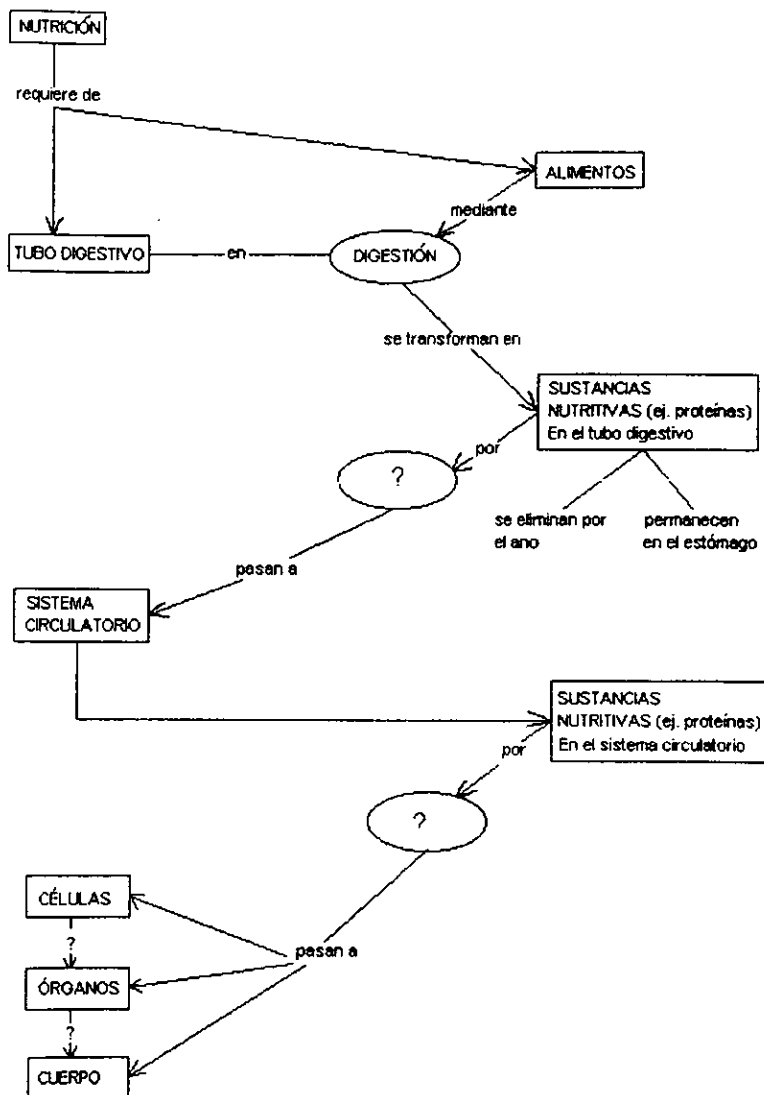 NUTRICIÓN
requiere de
ALIMENTOS
mediante
TUBO DIGESTIVO
en
DIGESTIÓN
se transforman en
SUSTANCIAS
NUTRITIVAS (ej. proteínas)
En el tubo digestivo
por
?
se eliminan por
el ano
permanecen
en el estómago
pasan a
SISTEMA
CIRCULATORIO
SUSTANCIAS
NUTRITIVAS (ej. proteínas)
En el sistema circulatorio
por
?
CÉLULAS
?
pasan a
ÓRGANOS
?
CUERPO